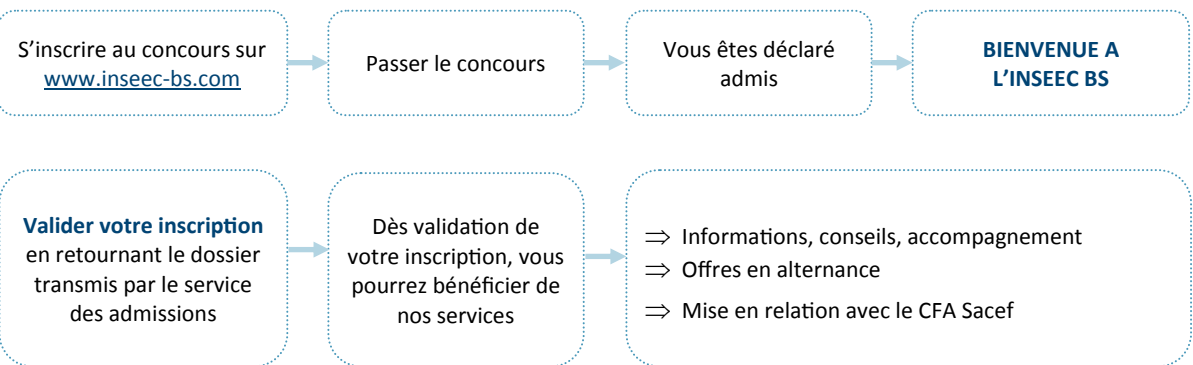 S’inscrire au concours sur
www.inseec-bs.com
Passer le concours
Vous êtes déclaré
admis
BIENVENUE A
L’INSEEC BS
Valider votre inscription
en retournant le dossier
transmis par le service
des admissions
Dès validation de
votre inscription, vous
pourrez bénéficier de
nos services
⇒ Informations, conseils, accompagnement
⇒ Offres en alternance
⇒ Mise en relation avec le CFA Sacef